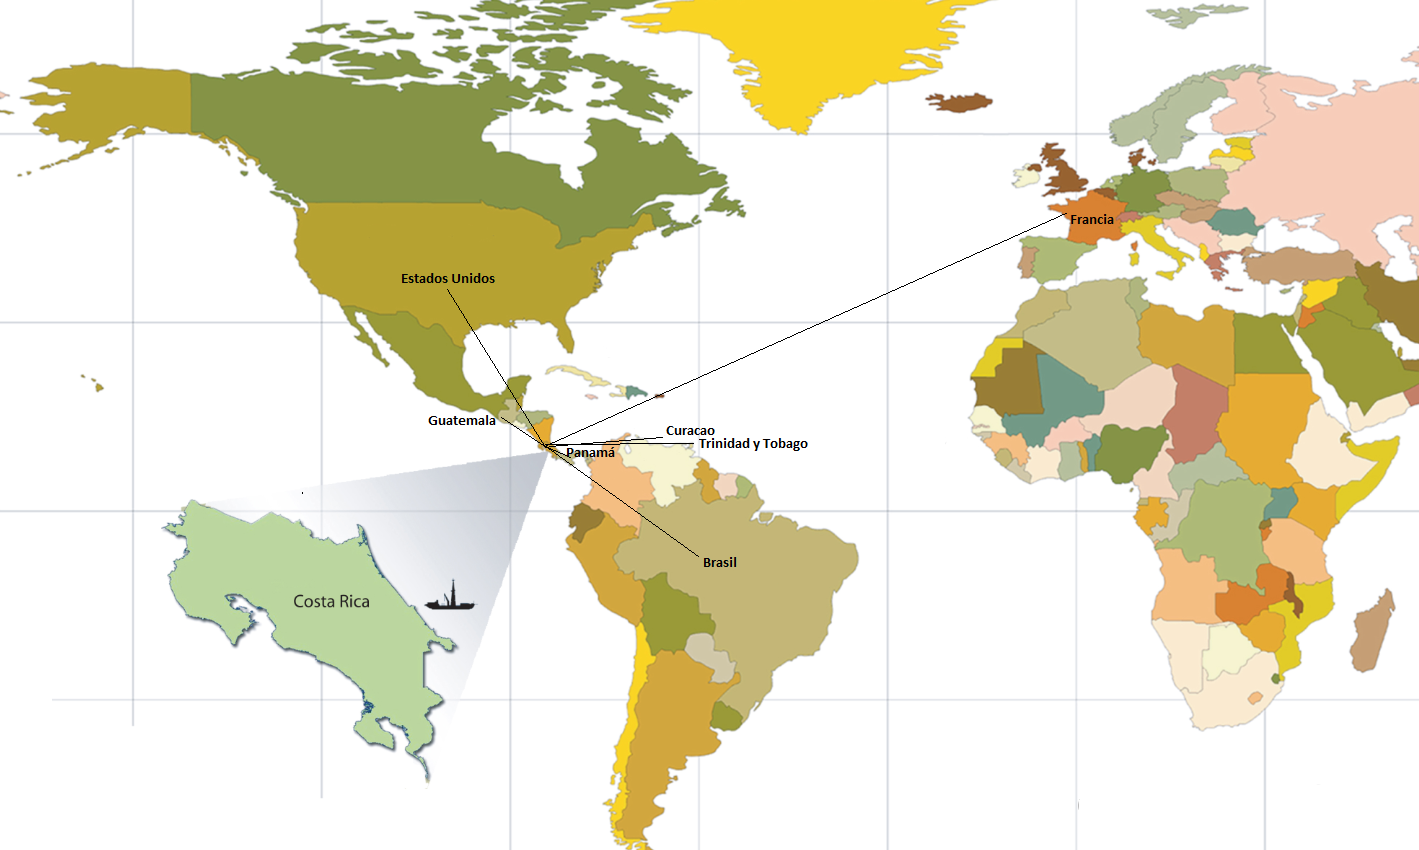 Francia
Estados Unidos
Guatemala
Curacao
Trinidad y Tobago
Panamá
Brasil
Costa Rica